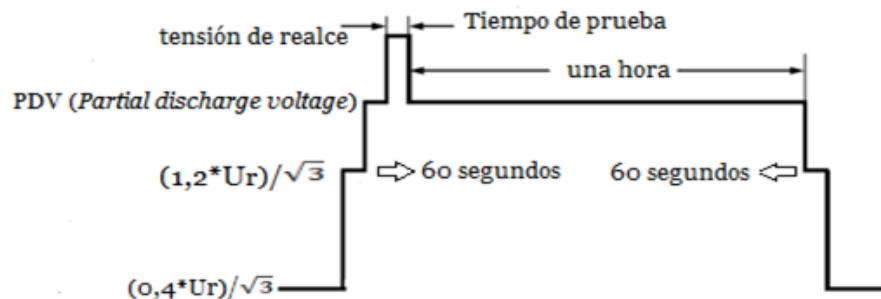 tensión de realce
Tiempo de prueba
una hora
PDV (Partial discharge voltage)
(1,2*Ur)/√3
60 segundos
60 segundos
(0,4*Ur)/√3